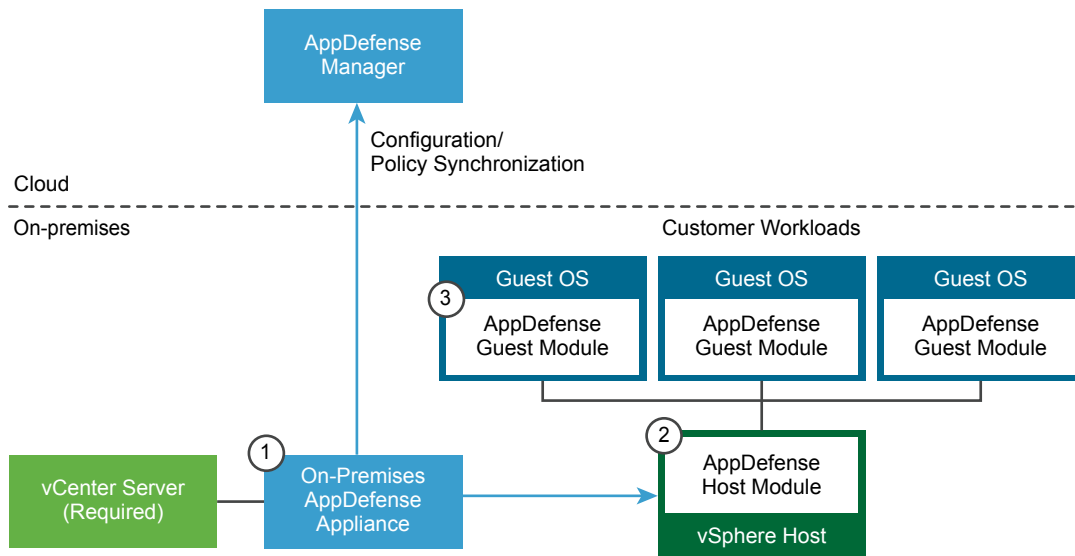 AppDefense
Manager
Configuration/
Policy Synchronization
Cloud
On-premises
Customer Workloads
Guest OS
Guest OS
Guest OS
3
AppDefense
Guest Module
AppDefense
Guest Module
AppDefense
Guest Module
1
2
vCenter Server
(Required)
On-Premises
AppDefense
Appliance
AppDefense
Host Module
vSphere Host